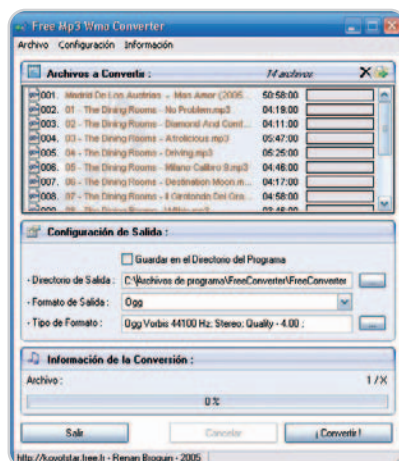 Free Mp3 Wma Converter
Archivo Configuración Información
Archivos a Convertir : 14 archivos
001. Madrid De Los Austrias - Mas Amor (2005... 50:58:00
002. 01 - The Dining Rooms - No Problem.mp3 04:19:00
003. 02 - The Dining Rooms - Diamond And Comf... 04:11:00
004. 03 - The Dining Rooms - Afrolicious.mp3 05:47:00
005. 04 - The Dining Rooms - Driving.mp3 05:25:00
006. 05 - The Dining Rooms - Milano Calibro 9.mp3 04:46:00
007. 06 - The Dining Rooms - Destination Moon.m... 04:17:00
008. 07 - The Dining Rooms - Il Giratondo Dei Gra... 04:58:00
Configuración de Salida :
Guardar en el Directorio del Programa
- Directorio de Salida : C:\Archivos de programa\FreeConverter\FreeConverter ...
- Formato de Salida : Ogg
- Tipo de Formato : Ogg Vorbis 44100 Hz; Stereo; Quality - 4.00 ; ...
Información de la Conversión :
Archivo : 1 / X
0 %
Salir Cancelar ¡ Convertir !
http://koyotstar.free.fr - Renan Broquin - 2005